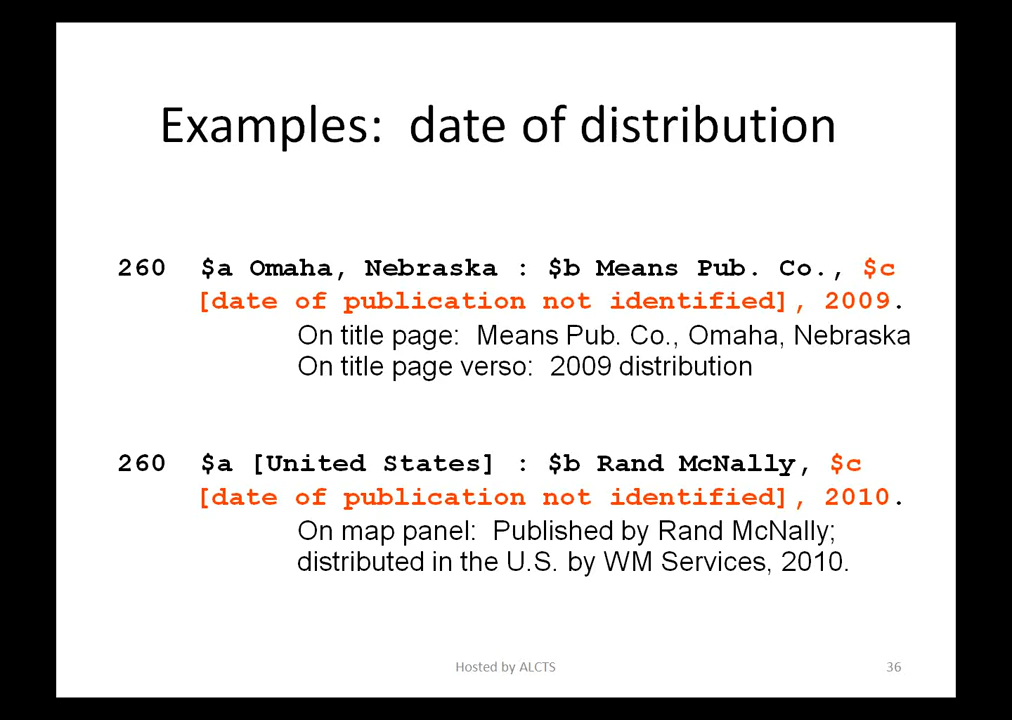 Examples:  date of distribution
260  $a Omaha, Nebraska : $b Means Pub. Co., $c
[date of publication not identified], 2009.
On title page:  Means Pub. Co., Omaha, Nebraska
On title page verso:  2009 distribution
260  $a [United States] : $b Rand McNally, $c
[date of publication not identified], 2010.
On map panel:  Published by Rand McNally;
distributed in the U.S. by WM Services, 2010.
Hosted by ALCTS
36